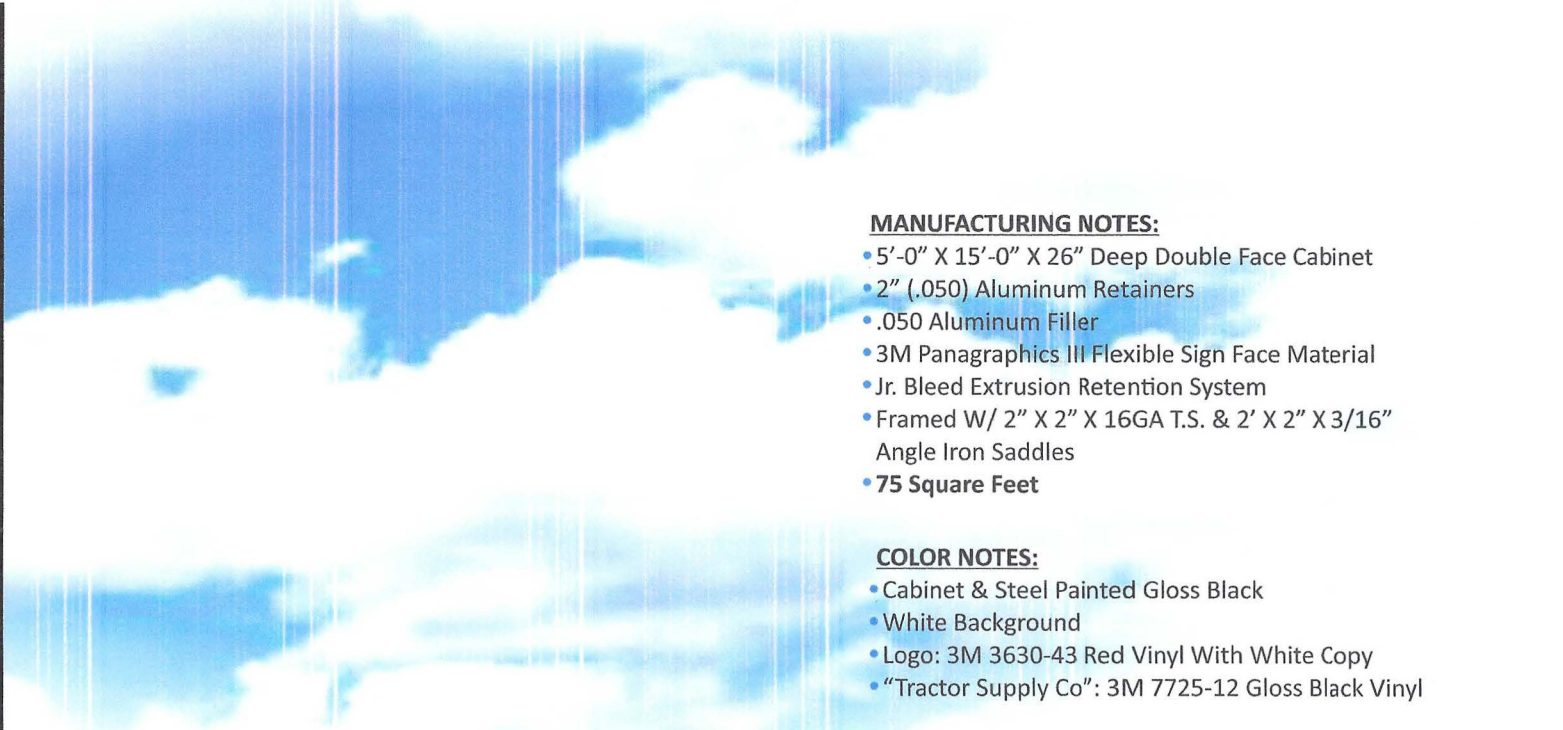 MANUFACTURING NOTES:
•5’-0” X 15’-0” X 26” Deep Double Face Cabinet
•2” (.050) Aluminum Retainers
•.050 Aluminum Filler
•3M Panagraphics III Flexible Sign Face Material
•Jr. Bleed Extrusion Retention System
•Framed W/ 2” X 2” X 16GA T.S. & 2’ X 2” X 3/16”
Angle Iron Saddles
•75 Square Feet
COLOR NOTES:
•Cabinet & Steel Painted Gloss Black
•White Background
•Logo: 3M 3630-43 Red Vinyl With White Copy
•“Tractor Supply Co”: 3M 7725-12 Gloss Black Vinyl